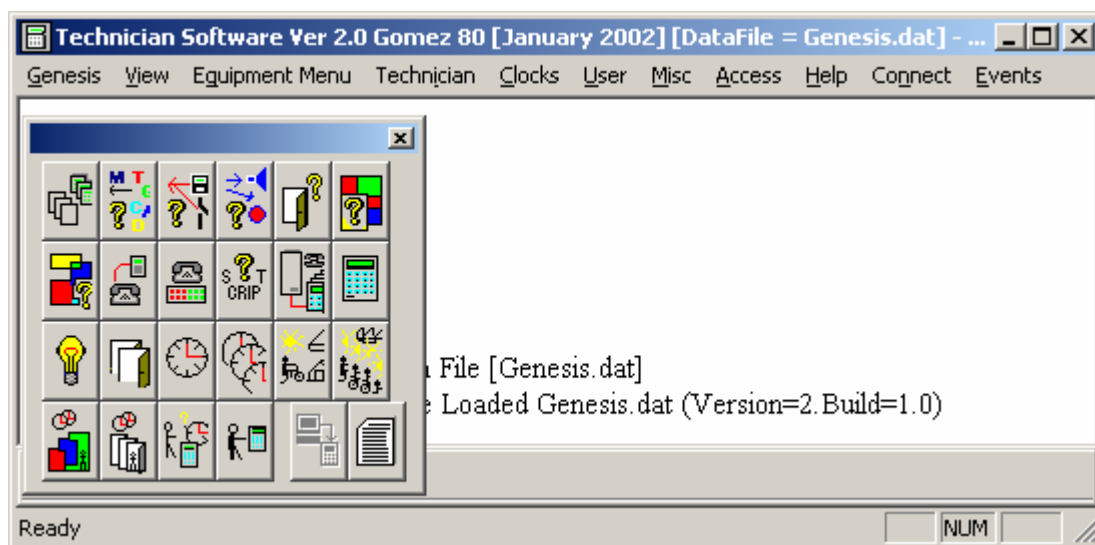 Technician Software Ver 2.0 Gomez 80 [January 2002] [DataFile = Genesis.dat] - ...
Genesis View Equipment Menu Technician Clocks User Misc Access Help Connect Events
M T
C
C/
D
S T
CRIP
File [Genesis.dat]
Loaded Genesis.dat (Version=2.Build=1.0)
Ready
NUM